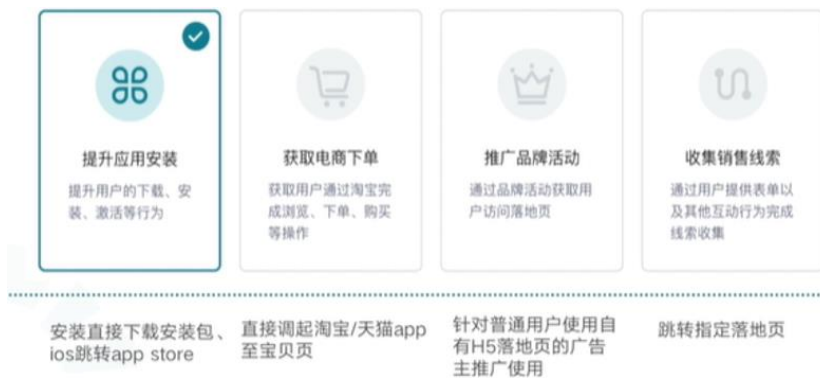 提升应用安装
提升用户的下载、安
装、激活等行为
获取电商下单
获取用户通过淘宝完
成浏览、下单、购买
等操作
推广品牌活动
通过品牌活动获取用
户访问落地页
收集销售线索
通过用户提供表单以
及其他互动行为完成
线索收集
安装直接下载安装包、
ios跳转app store
直接调起淘宝/天猫app
至宝贝页
针对普通用户使用自
有H5落地页的广告
主推广使用
跳转指定落地页